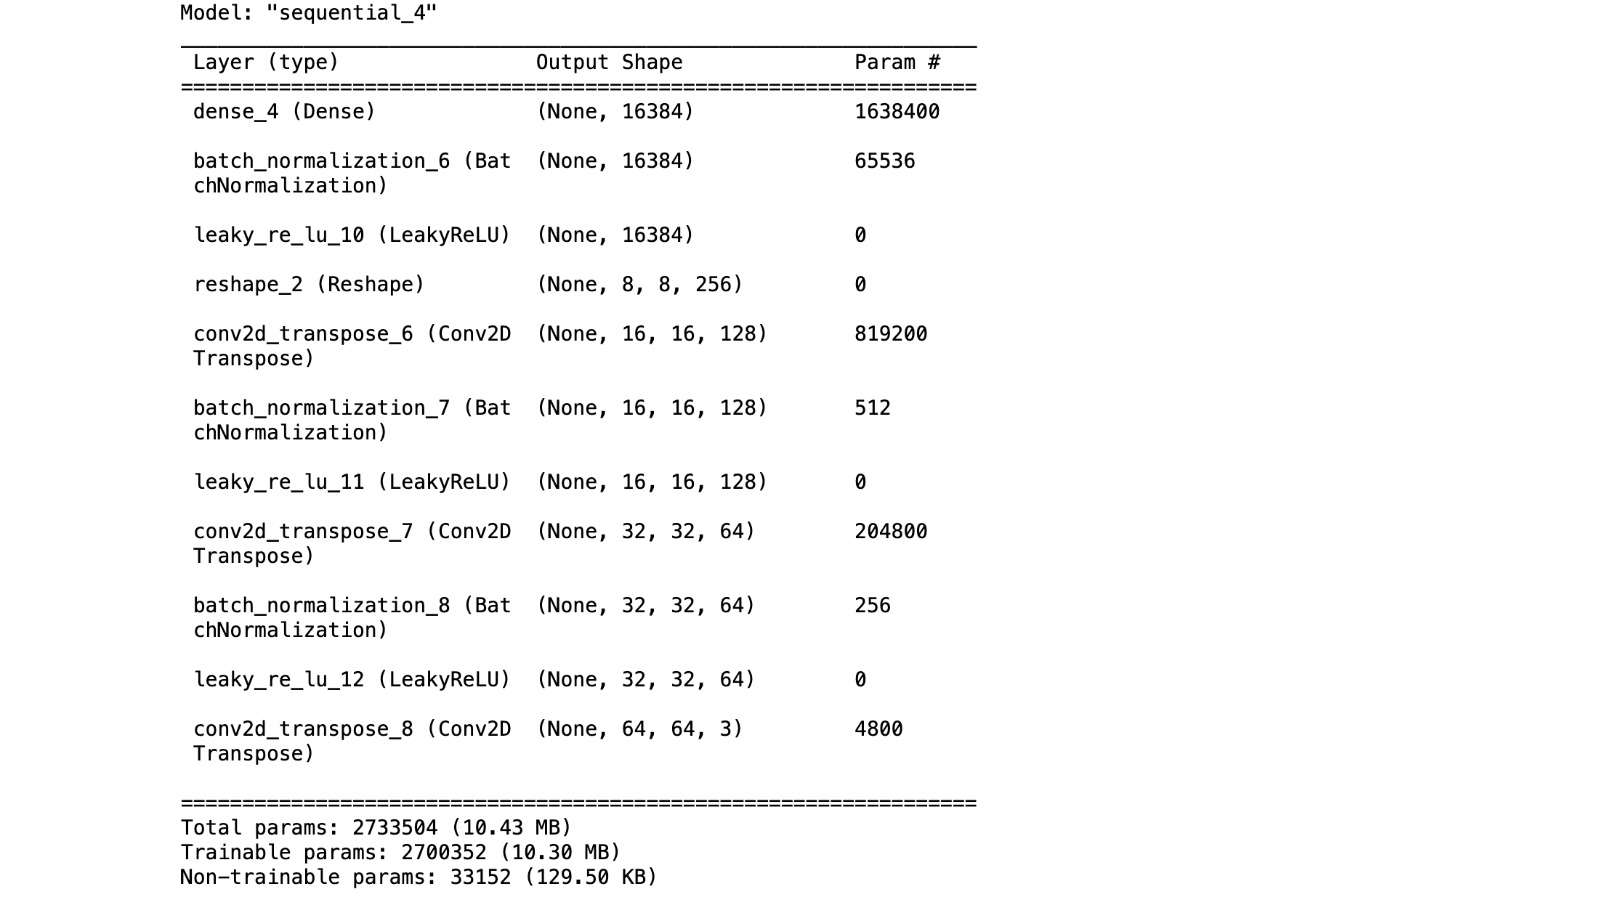 Model: "sequential_4"
Layer (type) Output Shape Param #
dense_4 (Dense) (None, 16384) 1638400
batch_normalization_6 (Bat (None, 16384) 65536
chNormalization)
leaky_re_lu_10 (LeakyReLU) (None, 16384) 0
reshape_2 (Reshape) (None, 8, 8, 256) 0
conv2d_transpose_6 (Conv2D (None, 16, 16, 128) 819200
Transpose)
batch_normalization_7 (Bat (None, 16, 16, 128) 512
chNormalization)
leaky_re_lu_11 (LeakyReLU) (None, 16, 16, 128) 0
conv2d_transpose_7 (Conv2D (None, 32, 32, 64) 204800
Transpose)
batch_normalization_8 (Bat (None, 32, 32, 64) 256
chNormalization)
leaky_re_lu_12 (LeakyReLU) (None, 32, 32, 64) 0
conv2d_transpose_8 (Conv2D (None, 64, 64, 3) 4800
Transpose)
Total params: 2733504 (10.43 MB)
Trainable params: 2700352 (10.30 MB)
Non-trainable params: 33152 (129.50 KB)